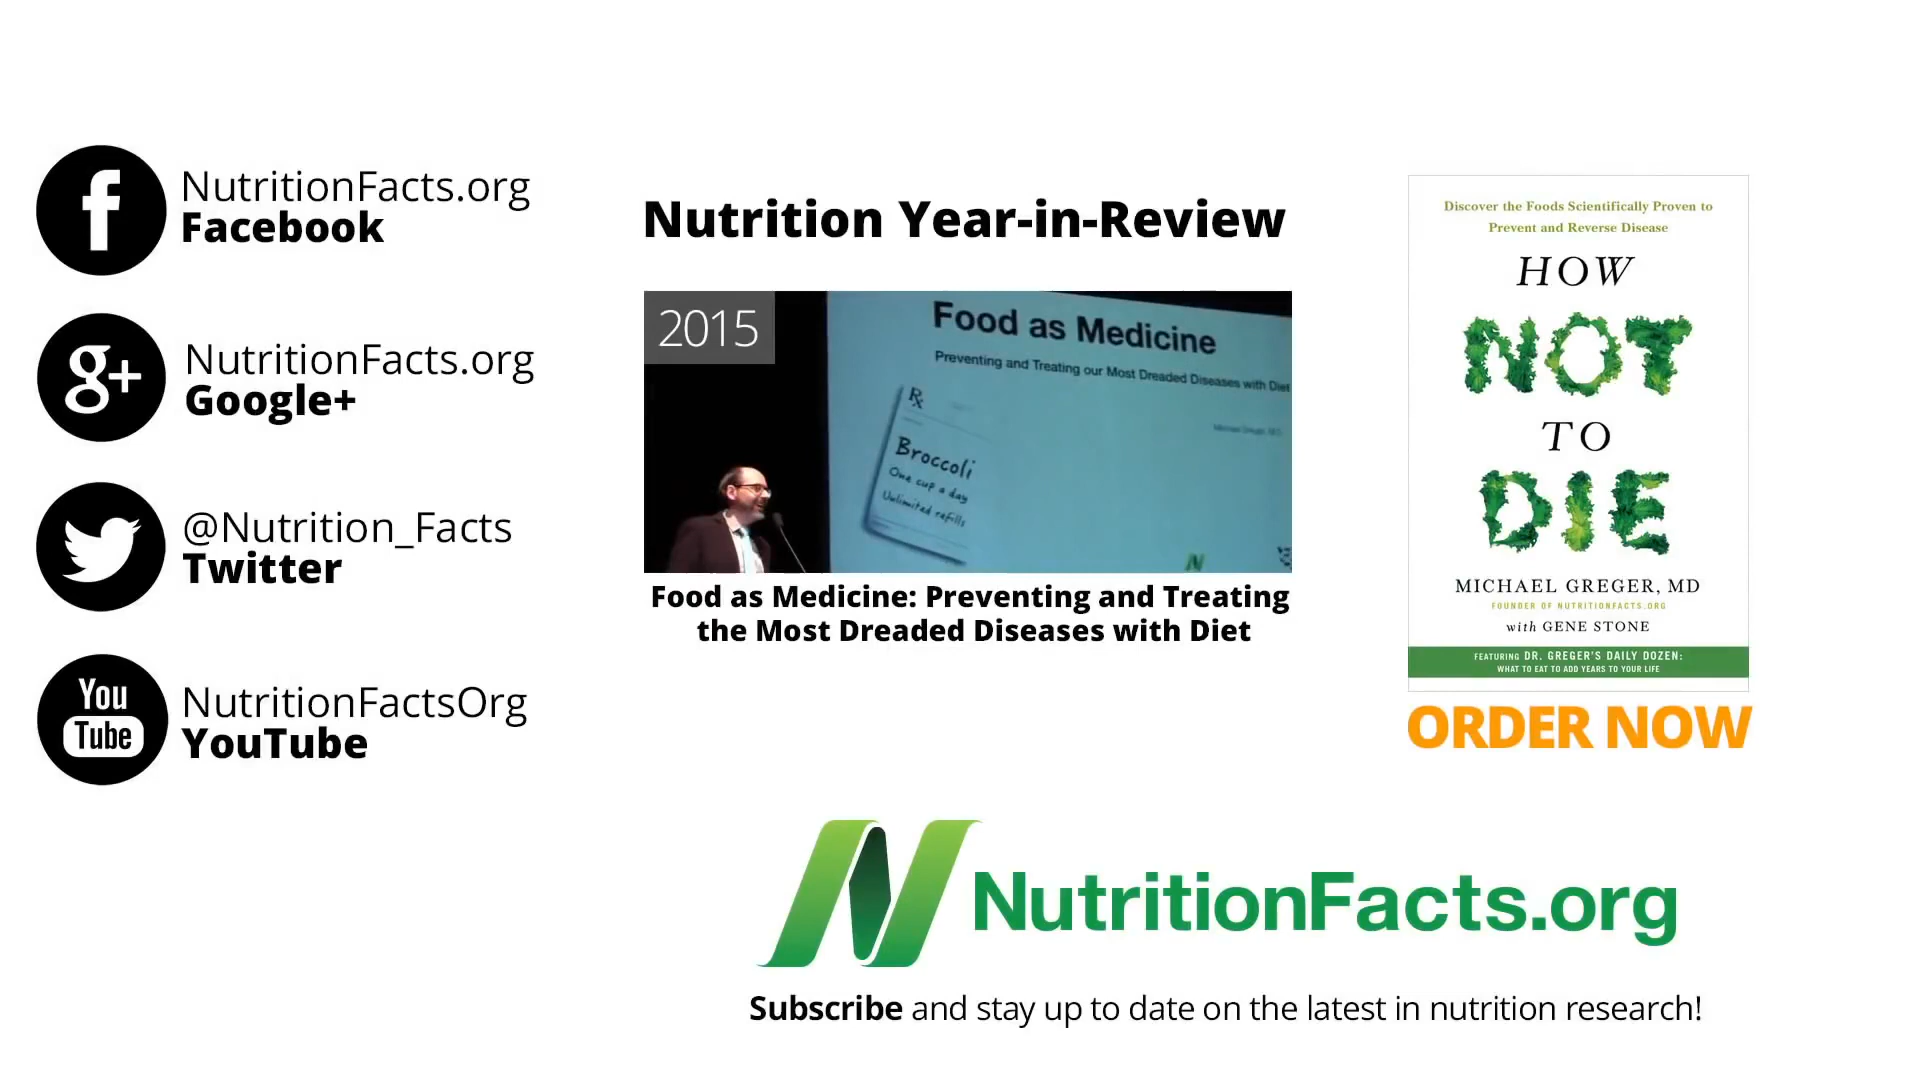 f
NutritionFacts.org
Facebook
g+
NutritionFacts.org
Google+
@Nutrition_Facts
Twitter
You
Tube
NutritionFactsOrg
YouTube
Nutrition Year-in-Review
2015
Food as Medicine
Preventing and Treating our Most Dreaded Diseases with Diet
Rx
Broccoli
One cup a day
Unlimited refills
Michael Greger, MD
Food as Medicine: Preventing and Treating
the Most Dreaded Diseases with Diet
Discover the Foods Scientifically Proven to
Prevent and Reverse Disease
HOW
NOT
TO
DIE
MICHAEL GREGER, MD
FOUNDER OF NUTRITIONFACTS.ORG
with GENE STONE
FEATURING DR. GREGER'S DAILY DOZEN:
WHAT TO EAT TO ADD YEARS TO YOUR LIFE
ORDER NOW
NutritionFacts.org
Subscribe and stay up to date on the latest in nutrition research!